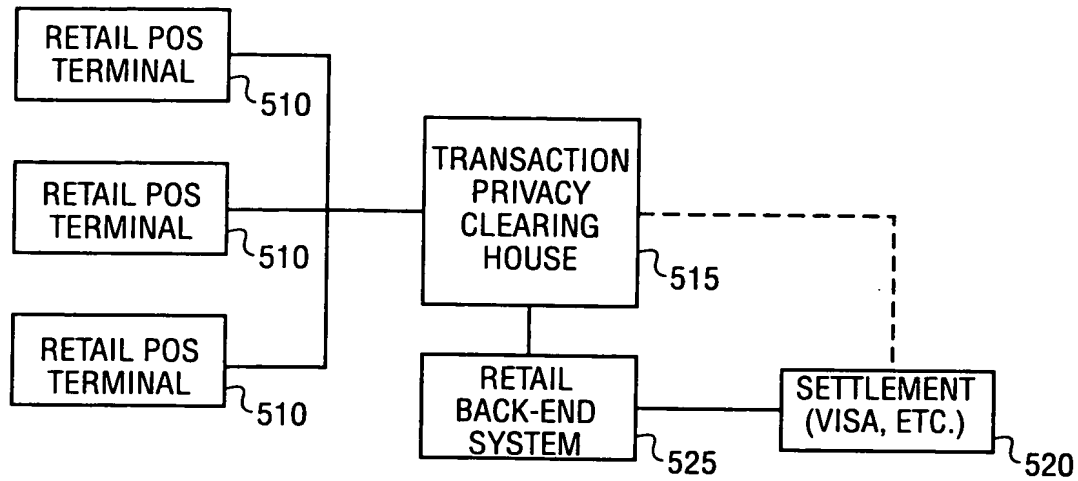 RETAIL POS
TERMINAL
510
RETAIL POS
TERMINAL
510
RETAIL POS
TERMINAL
510
TRANSACTION
PRIVACY
CLEARING
HOUSE
515
RETAIL
BACK-END
SYSTEM
525
SETTLEMENT
(VISA, ETC.)
520